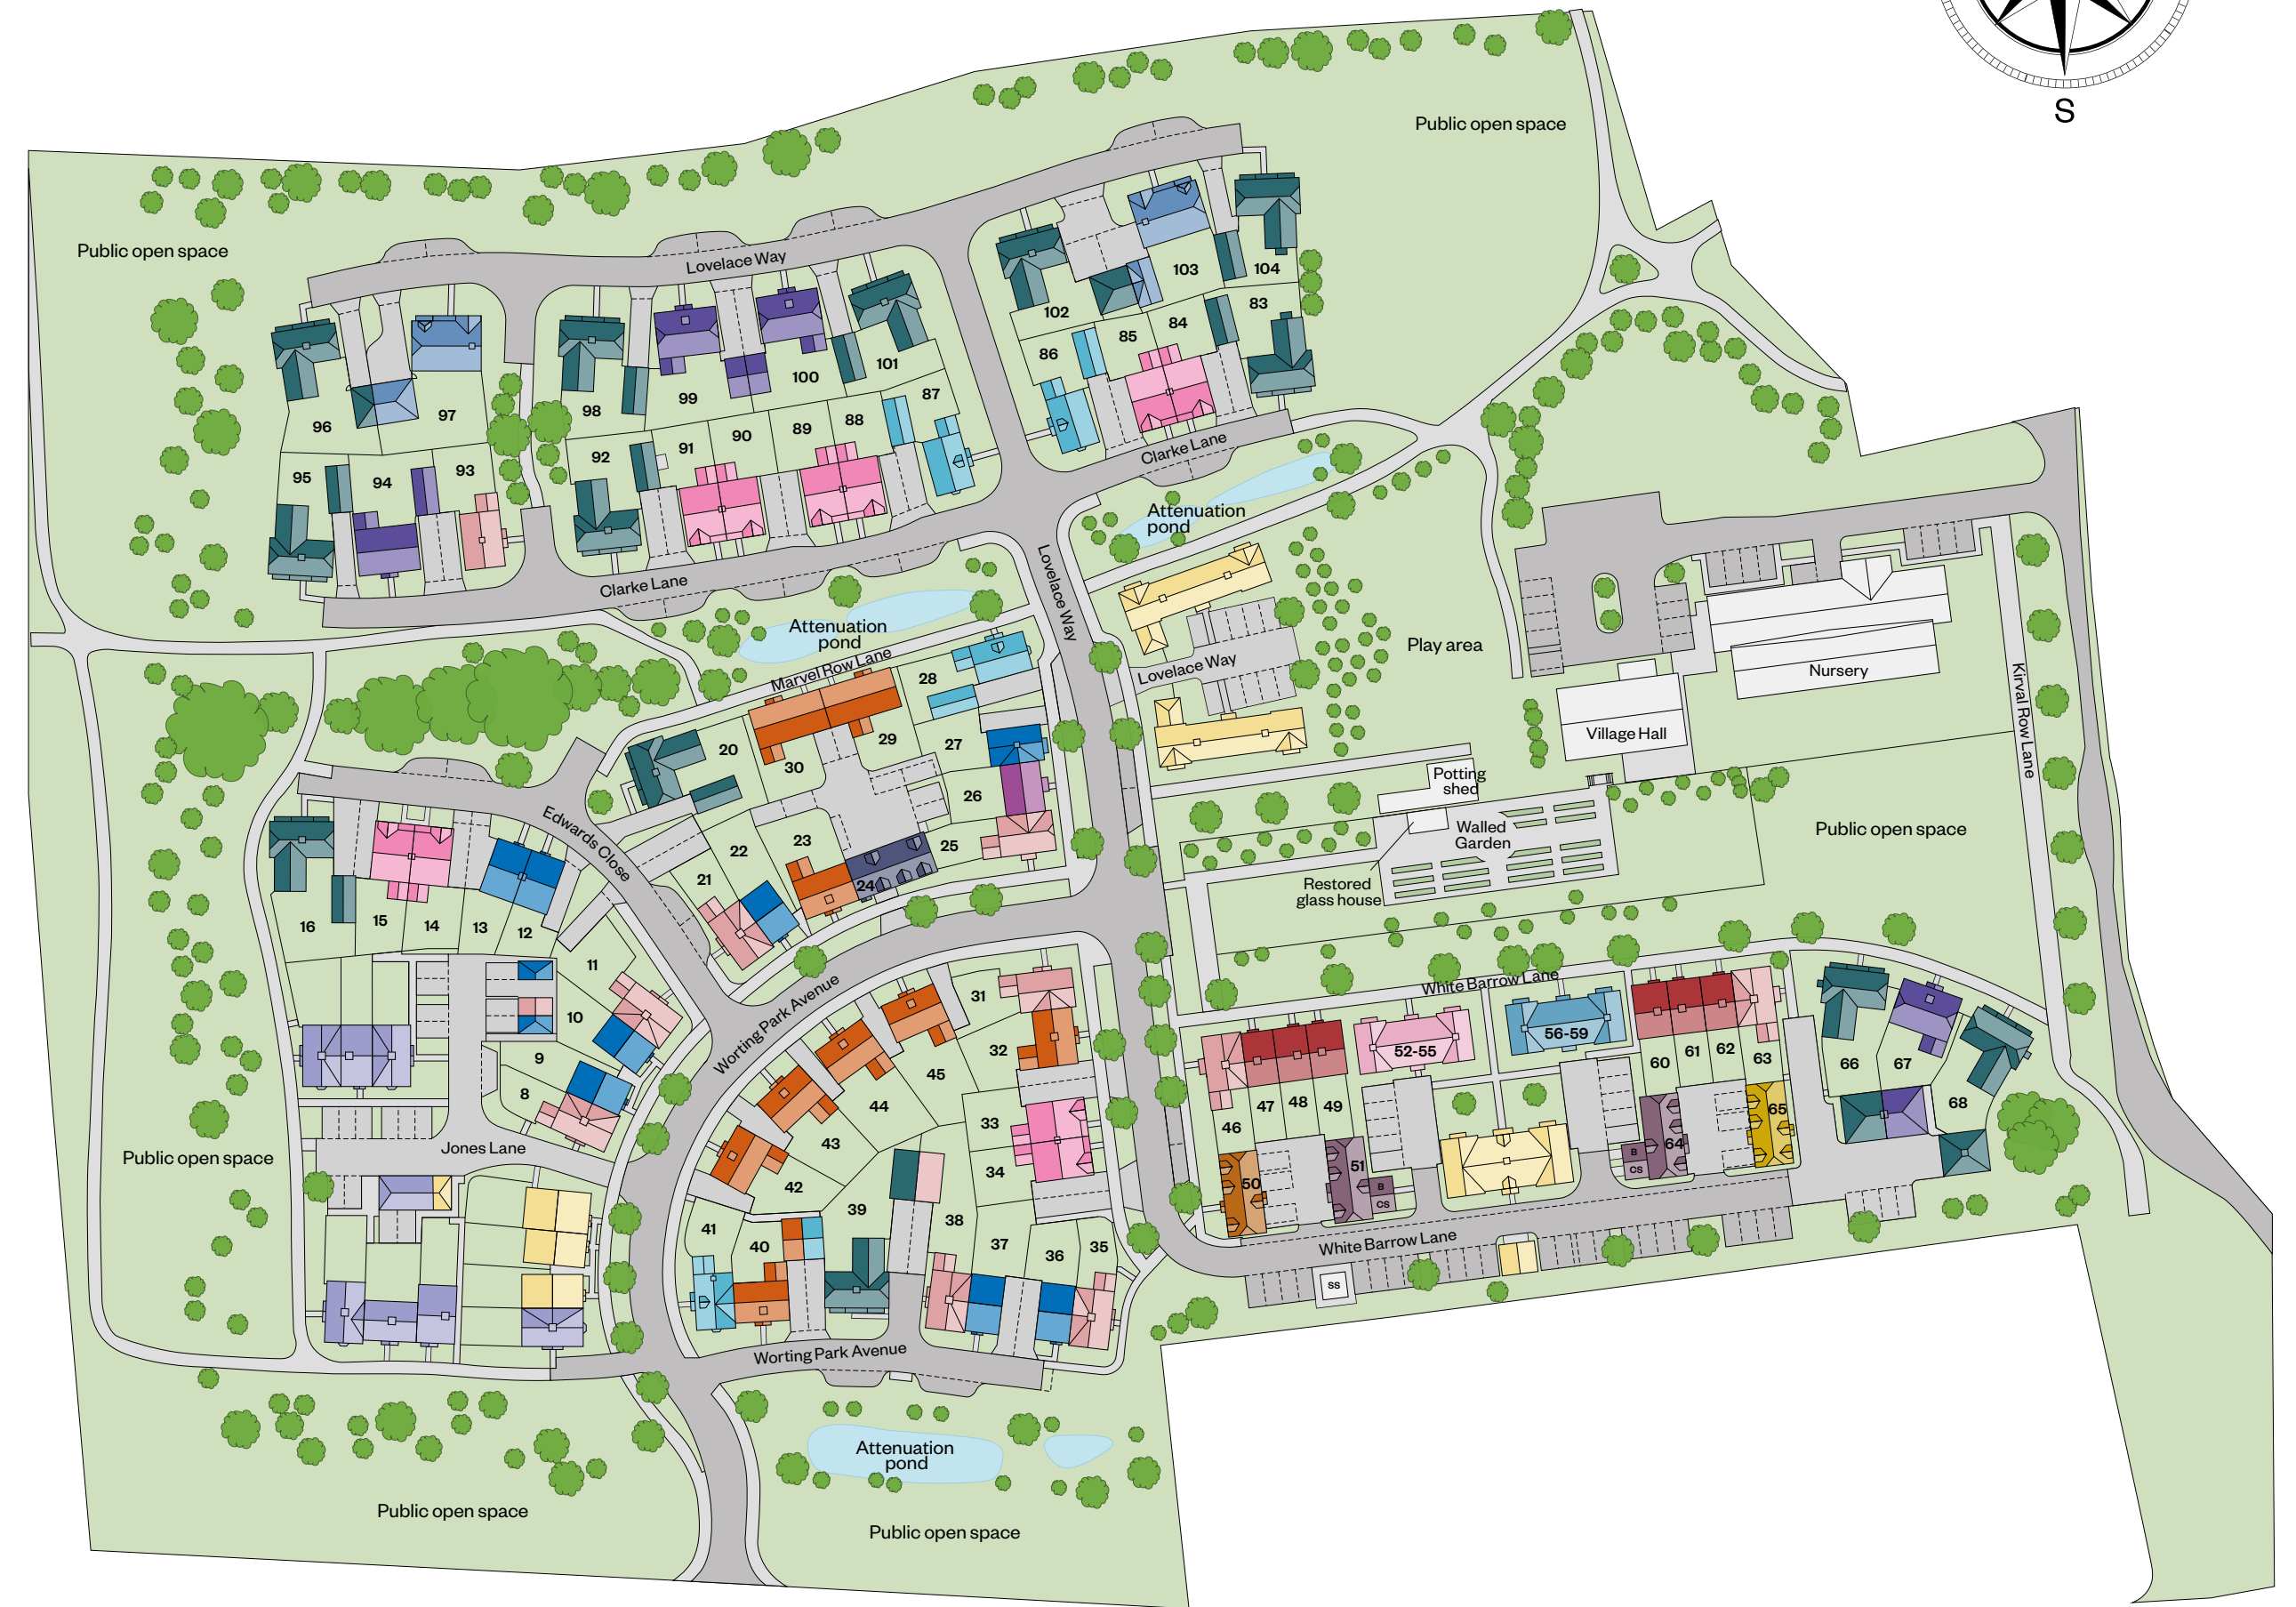 S
Public open space
Public open space
Lovelace Way
103
104
102
83
84
85
86
101
100
99
98
97
96
87
88
89
90
91
92
93
94
95
Clarke Lane
Clarke Lane
Attenuation
pond
Lovelace Way
Attenuation
pond
Marvel Row Lane
Lovelace Way
Play area
Nursery
Kirval Row Lane
Village Hall
28
20
29
27
30
26
Potting
shed
Walled
Garden
Public open space
Restored
glass house
Edwards Close
23
22
25
21
24
16
15
14
13
12
11
10
9
8
Worting Park Avenue
31
32
45
44
33
43
34
42
White Barrow Lane
56-59
52-55
60
61
62
63
66
67
68
46
47
48
49
65
64
B
CS
50
51
B
CS
Public open space
Jones Lane
41
40
39
38
37
36
35
White Barrow Lane
SS
Worting Park Avenue
Attenuation
pond
Public open space
Public open space